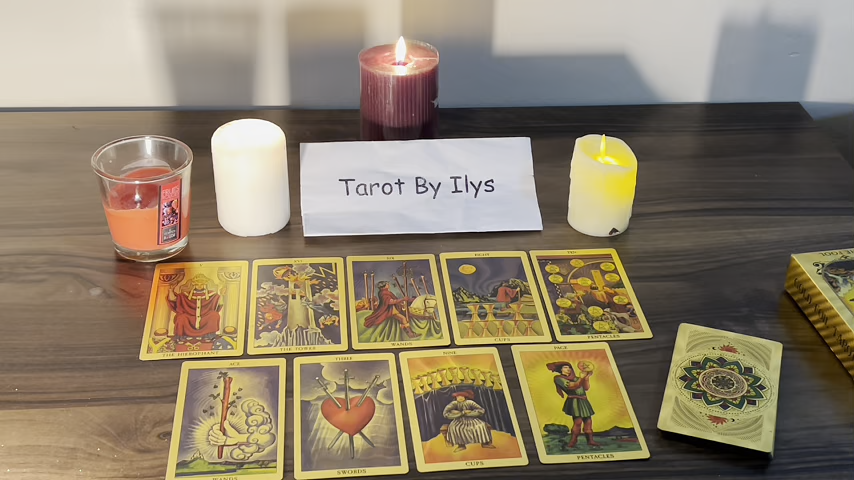 Tarot By Ilys
THE HIEROPHANT
XVI
THE TOWER
SIX
WANDS
EIGHT
CUPS
TEN
PENTACLES
ACE
WANDS
THREE
SWORDS
NINE
CUPS
PAGE
PENTACLES